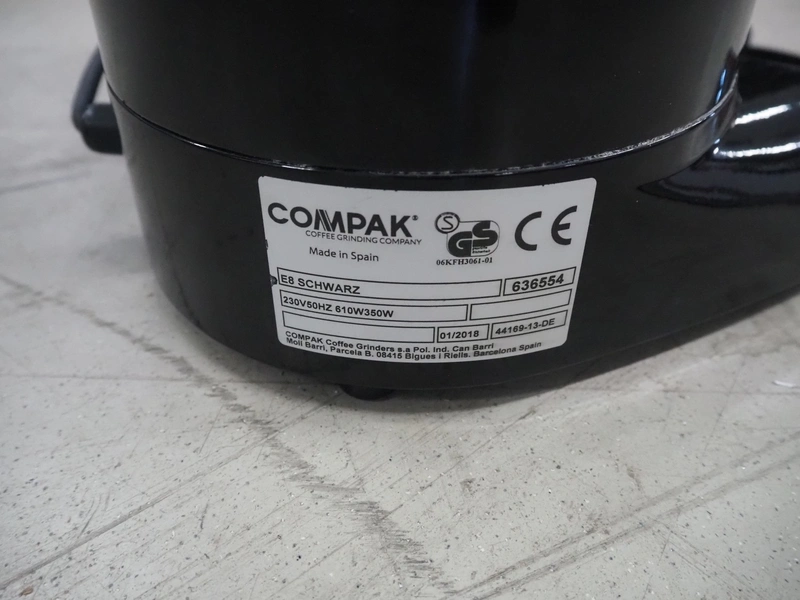 COMPAK®
COFFEE GRINDING COMPANY
Made in Spain
S
GS
06KFH3061-01
CE
E8 SCHWARZ
636554
230V50HZ 610W350W
01/2018
44169-13-DE
COMPAK Coffee Grinders s.a Pol. Ind. Can Barri
Moli Barri, Parcela B. 08415 Bigues i Riells. Barcelona Spain